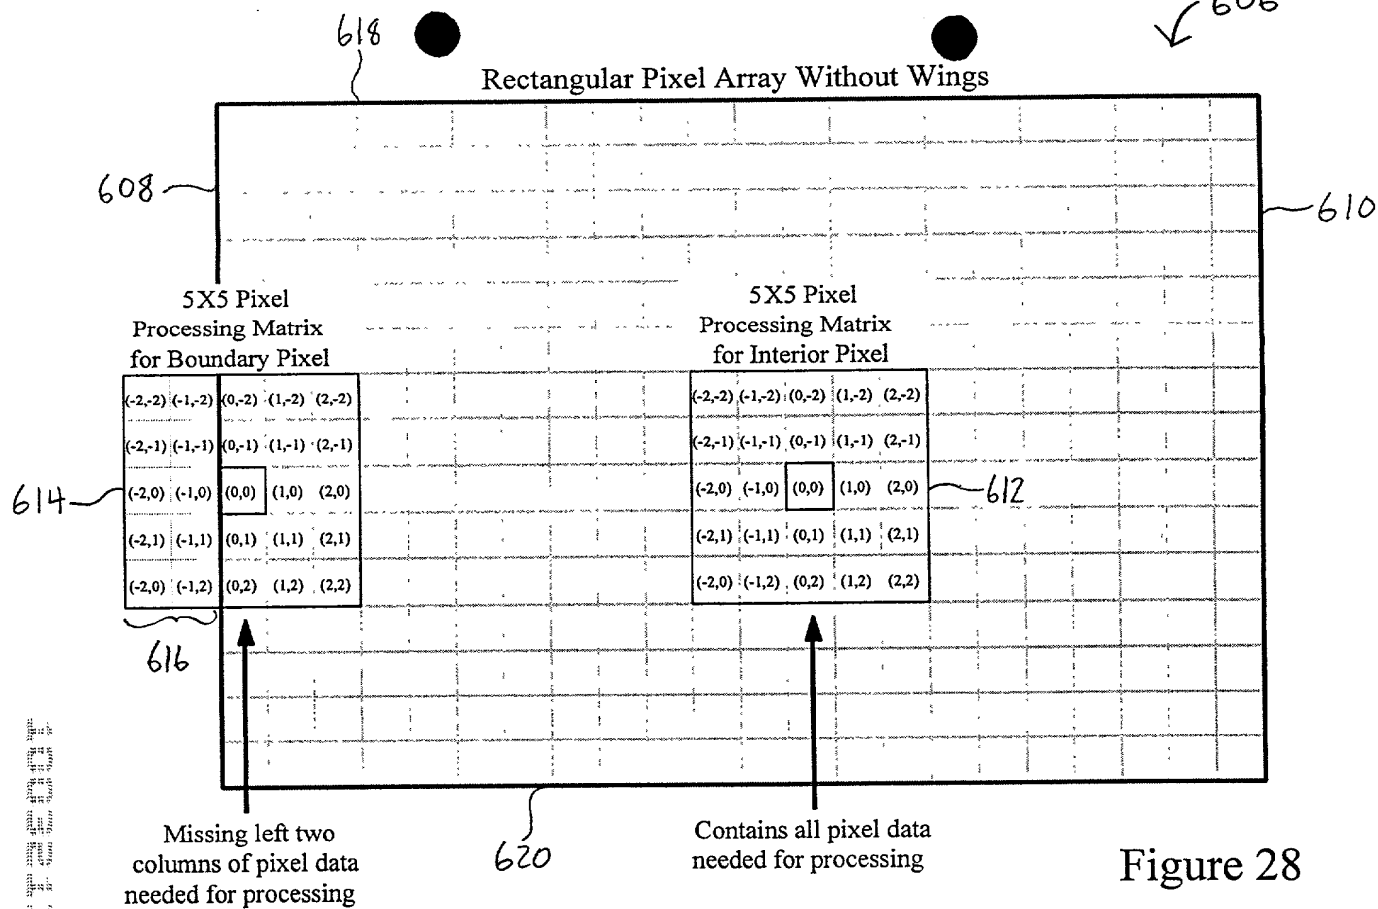 606
618
Rectangular Pixel Array Without Wings
608
610
5X5 Pixel
Processing Matrix
for Boundary Pixel
5X5 Pixel
Processing Matrix
for Interior Pixel
(-2,-2) (-1,-2) (0,-2) (1,-2) (2,-2)
(-2,-1) (-1,-1) (0,-1) (1,-1) (2,-1)
(-2,0) (-1,0) (0,0) (1,0) (2,0)
(-2,1) (-1,1) (0,1) (1,1) (2,1)
(-2,0) (-1,2) (0,2) (1,2) (2,2)
614
616
(-2,-2) (-1,-2) (0,-2) (1,-2) (2,-2)
(-2,-1) (-1,-1) (0,-1) (1,-1) (2,-1)
(-2,0) (-1,0) (0,0) (1,0) (2,0)
(-2,1) (-1,1) (0,1) (1,1) (2,1)
(-2,0) (-1,2) (0,2) (1,2) (2,2)
612
Missing left two
columns of pixel data
needed for processing
620
Contains all pixel data
needed for processing
Figure 28